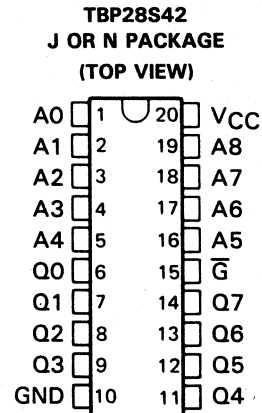 TBP28S42
J OR N PACKAGE
(TOP VIEW)
A0 1 20 VCC
A1 2 19 A8
A2 3 18 A7
A3 4 17 A6
A4 5 16 A5
Q0 6 15 G̅
Q1 7 14 Q7
Q2 8 13 Q6
Q3 9 12 Q5
GND 10 11 Q4